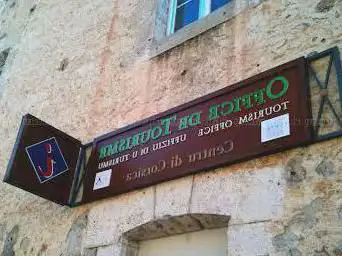 OFFICE DE TOURISME
TOURISM OFFICE UFFIZIU DI U TURISMU
Centru di Corsica
i